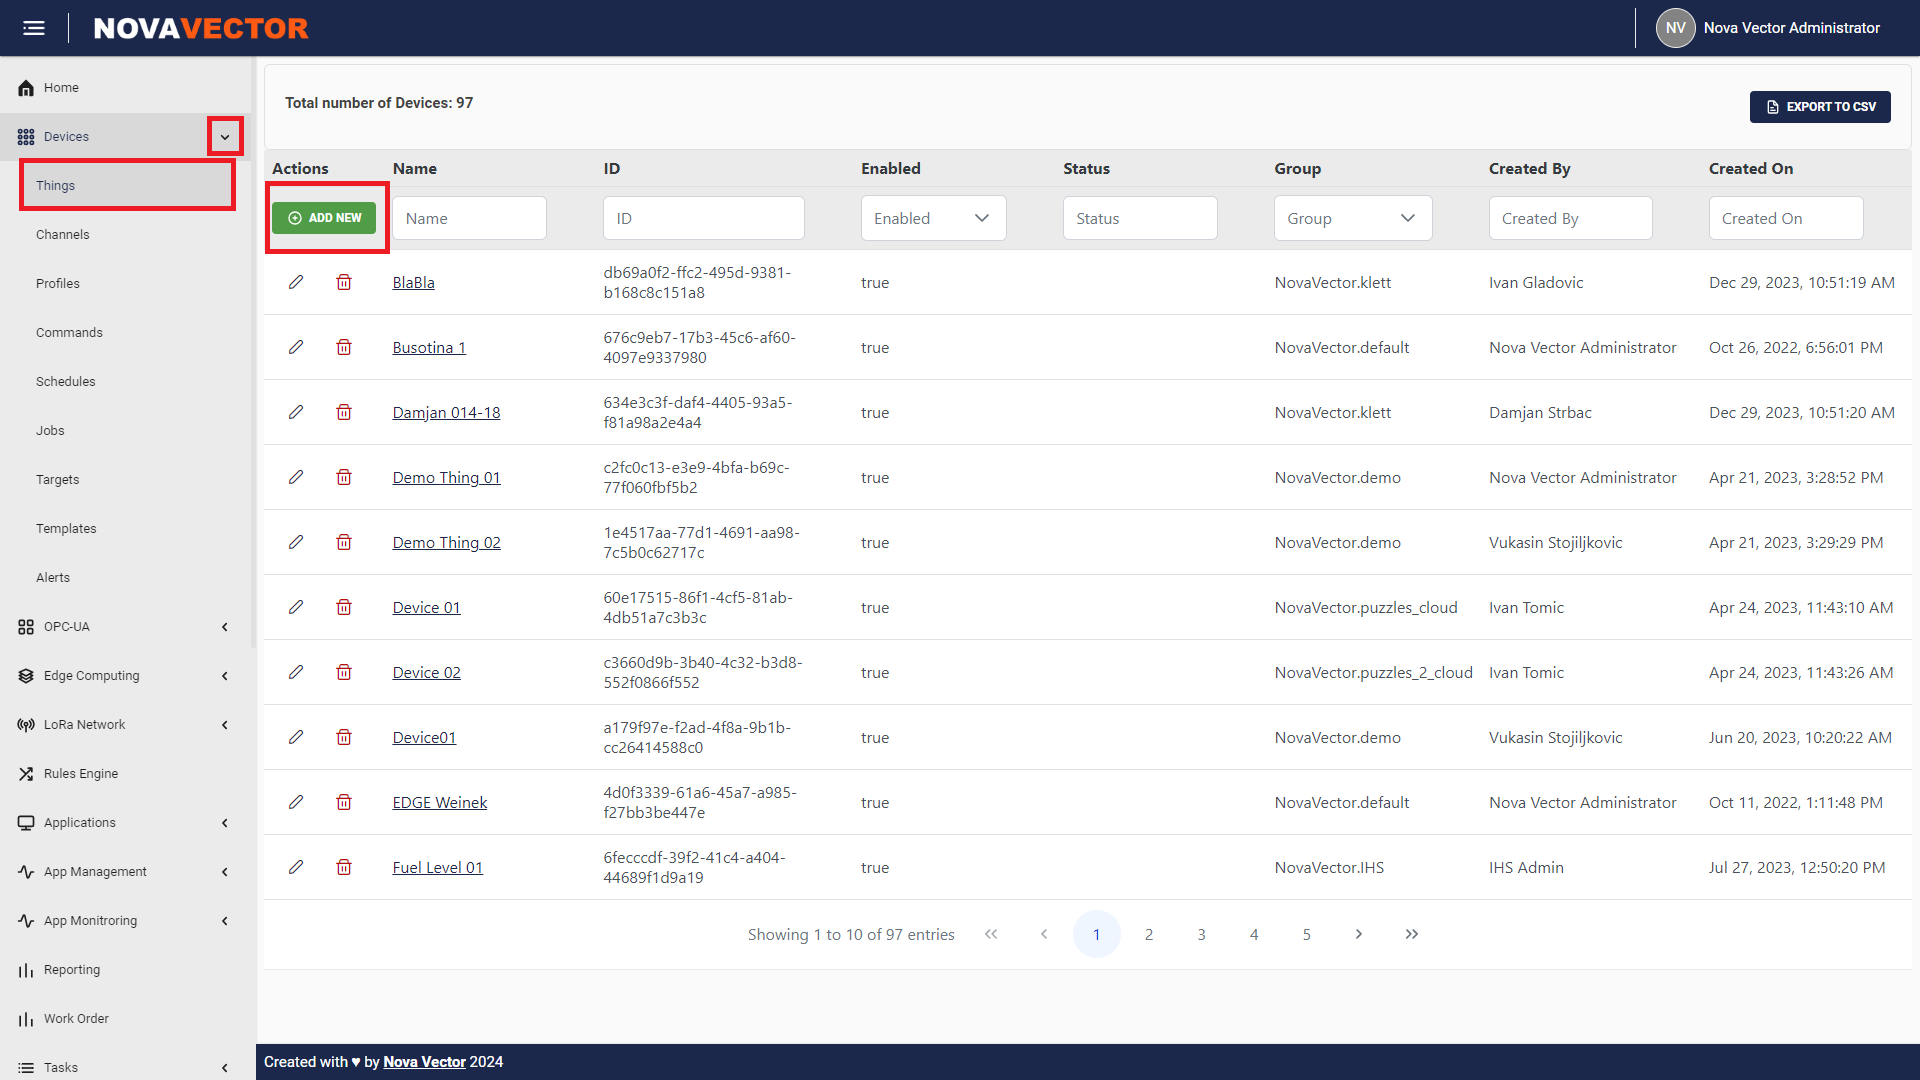 NOVAVECTOR
NV
Nova Vector Administrator
Home
Devices
Things
Channels
Profiles
Commands
Schedules
Jobs
Targets
Templates
Alerts
OPC-UA
Edge Computing
LoRa Network
Rules Engine
Applications
App Management
App Monitroring
Reporting
Work Order
Tasks
Total number of Devices: 97
EXPORT TO CSV
Actions Name ID Enabled Status Group Created By Created On
ADD NEW Name ID Enabled Status Group Created By Created On
BlaBla db69a0f2-ffc2-495d-9381-b168c8c151a8 true NovaVector.klett Ivan Gladovic Dec 29, 2023, 10:51:19 AM
Busotina 1 676c9eb7-17b3-45c6-af60-4097e9337980 true NovaVector.default Nova Vector Administrator Oct 26, 2022, 6:56:01 PM
Damjan 014-18 634e3c3f-daf4-4405-93a5-f81a98a2e4a4 true NovaVector.klett Damjan Strbac Dec 29, 2023, 10:51:20 AM
Demo Thing 01 c2fc0c13-e3e9-4bfa-b69c-77f060fbf5b2 true NovaVector.demo Nova Vector Administrator Apr 21, 2023, 3:28:52 PM
Demo Thing 02 1e4517aa-77d1-4691-aa98-7c5b0c62717c true NovaVector.demo Vukasin Stojiljkovic Apr 21, 2023, 3:29:29 PM
Device 01 60e17515-86f1-4cf5-81ab-4db51a7c3b3c true NovaVector.puzzles_cloud Ivan Tomic Apr 24, 2023, 11:43:10 AM
Device 02 c3660d9b-3b40-4c32-b3d8-552f0866f552 true NovaVector.puzzles_2_cloud Ivan Tomic Apr 24, 2023, 11:43:26 AM
Device01 a179f97e-f2ad-4f8a-9b1b-cc26414588c0 true NovaVector.demo Vukasin Stojiljkovic Jun 20, 2023, 10:20:22 AM
EDGE Weinek 4d0f3339-61a6-45a7-a985-f27bb3be447e true NovaVector.default Nova Vector Administrator Oct 11, 2022, 1:11:48 PM
Fuel Level 01 6fecccdf-39f2-41c4-a404-44689f1d9a19 true NovaVector.IHS IHS Admin Jul 27, 2023, 12:50:20 PM
Showing 1 to 10 of 97 entries 1 2 3 4 5
Created with ♥ by Nova Vector 2024